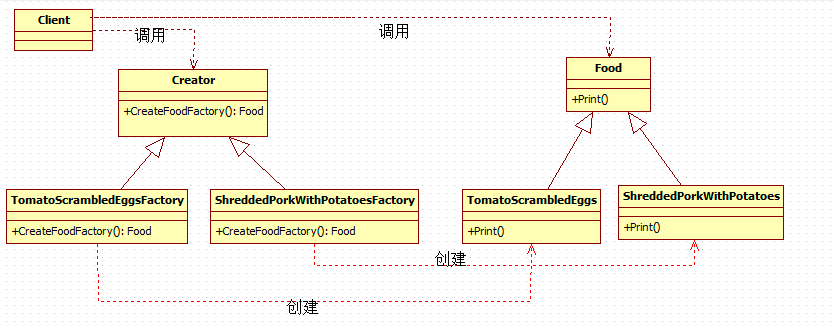 Client
调用
调用
Creator
+CreateFoodFactory(): Food
Food
+Print()
TomatoScrambledEggsFactory
+CreateFoodFactory(): Food
ShreddedPorkWithPotatoesFactory
+CreateFoodFactory(): Food
TomatoScrambledEggs
+Print()
ShreddedPorkWithPotatoes
+Print()
创建
创建